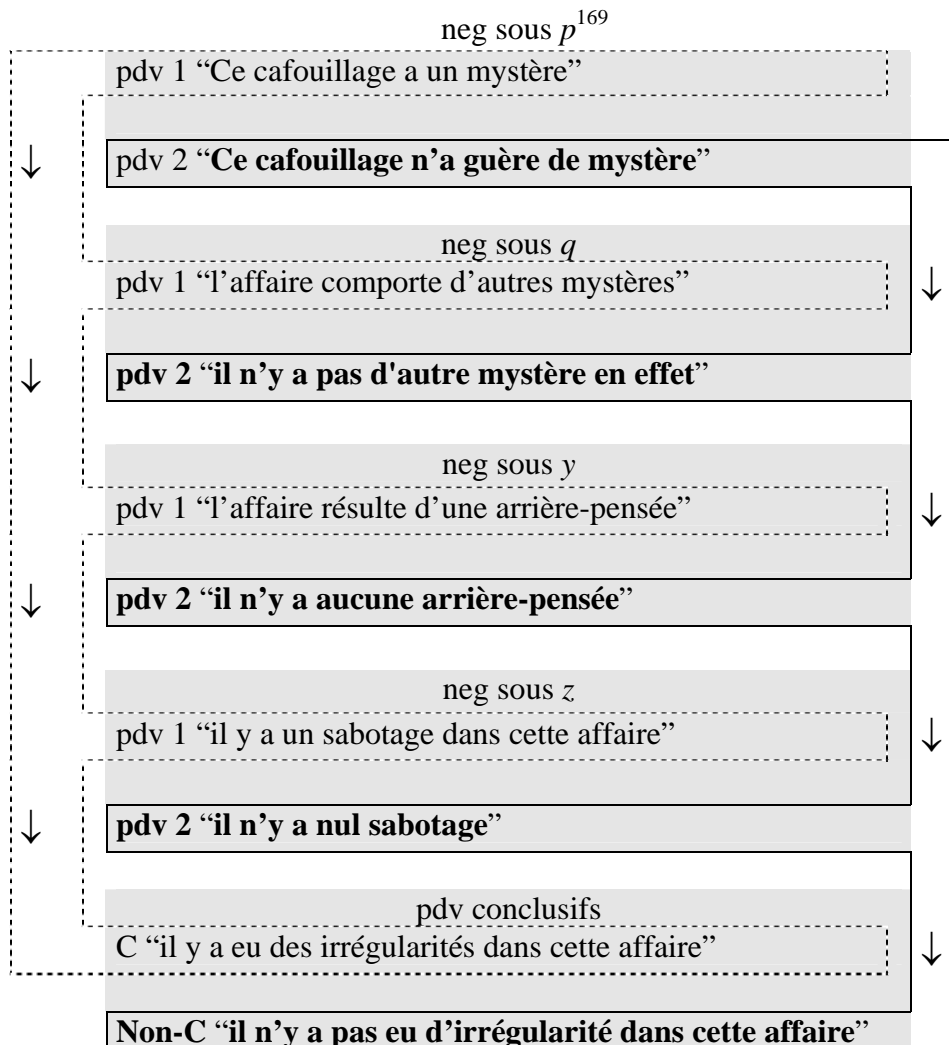 neg sous p169
pdv 1 “Ce cafouillage a un mystère”
↓
pdv 2 “Ce cafouillage n’a guère de mystère”
neg sous q
pdv 1 “l’affaire comporte d’autres mystères”
↓
↓
pdv 2 “il n’y a pas d'autre mystère en effet”
neg sous y
pdv 1 “l’affaire résulte d’une arrière-pensée”
↓
↓
pdv 2 “il n’y a aucune arrière-pensée”
neg sous z
pdv 1 “il y a un sabotage dans cette affaire”
↓
↓
pdv 2 “il n’y a nul sabotage”
pdv conclusifs
C “il y a eu des irrégularités dans cette affaire”
↓
Non-C “il n’y a pas eu d’irrégularité dans cette affaire”